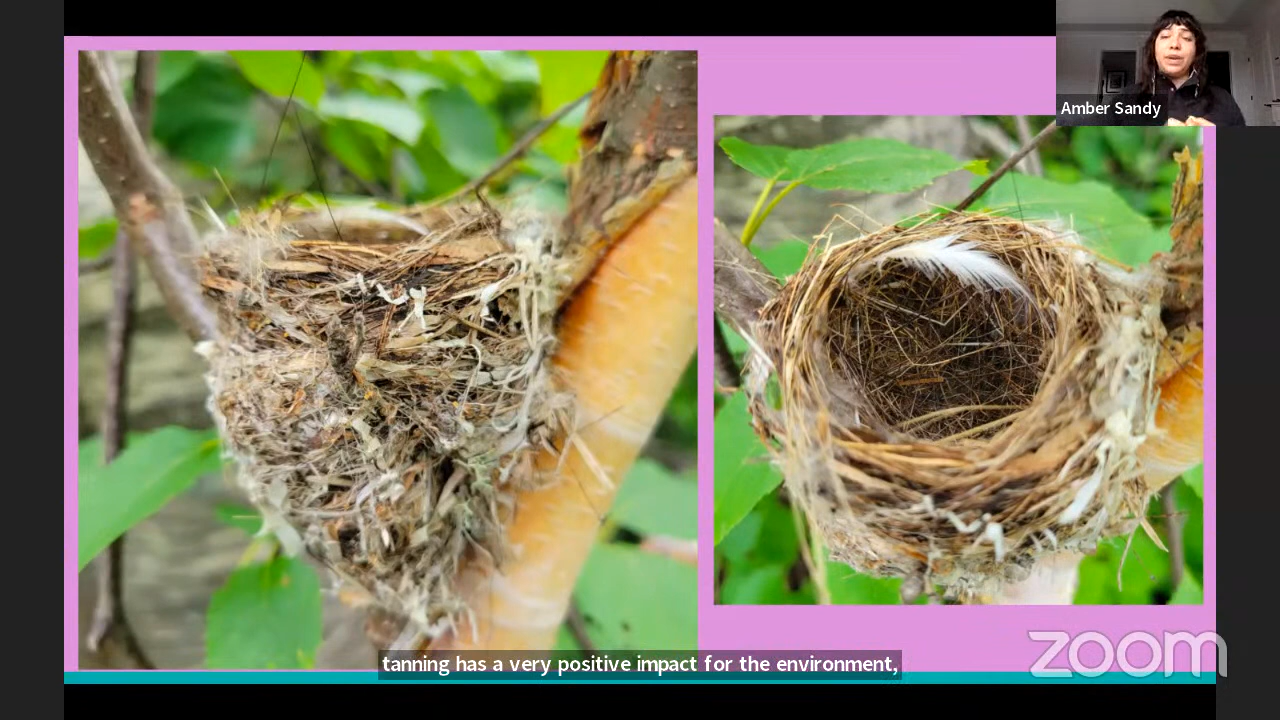 Amber Sandy
tanning has a very positive impact for the environment,
zoom